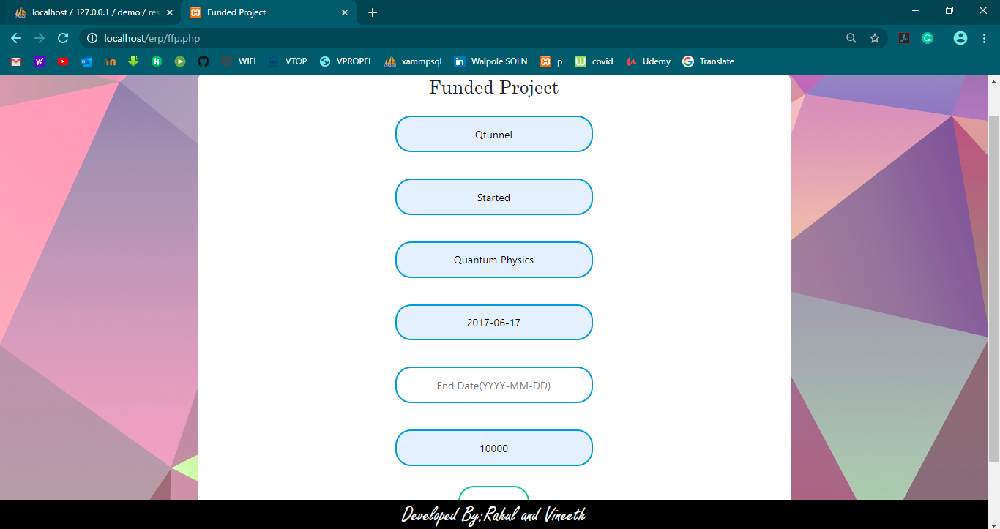 localhost / 127.0.0.1 / demo / res
Funded Project
localhost/erp/ffp.php
WIFI
VTOP
VPROPEL
xammpsql
Walpole SOLN
p
covid
Udemy
Translate
Funded Project
Qtunnel
Started
Quantum Physics
2017-06-17
End Date(YYYY-MM-DD)
10000
Developed By:Rahul and Vineeth